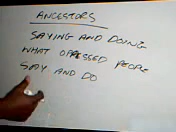 ANCESTORS
SAYING AND DOING
WHAT OPPRESSED PEOPLE
SAY AND DO